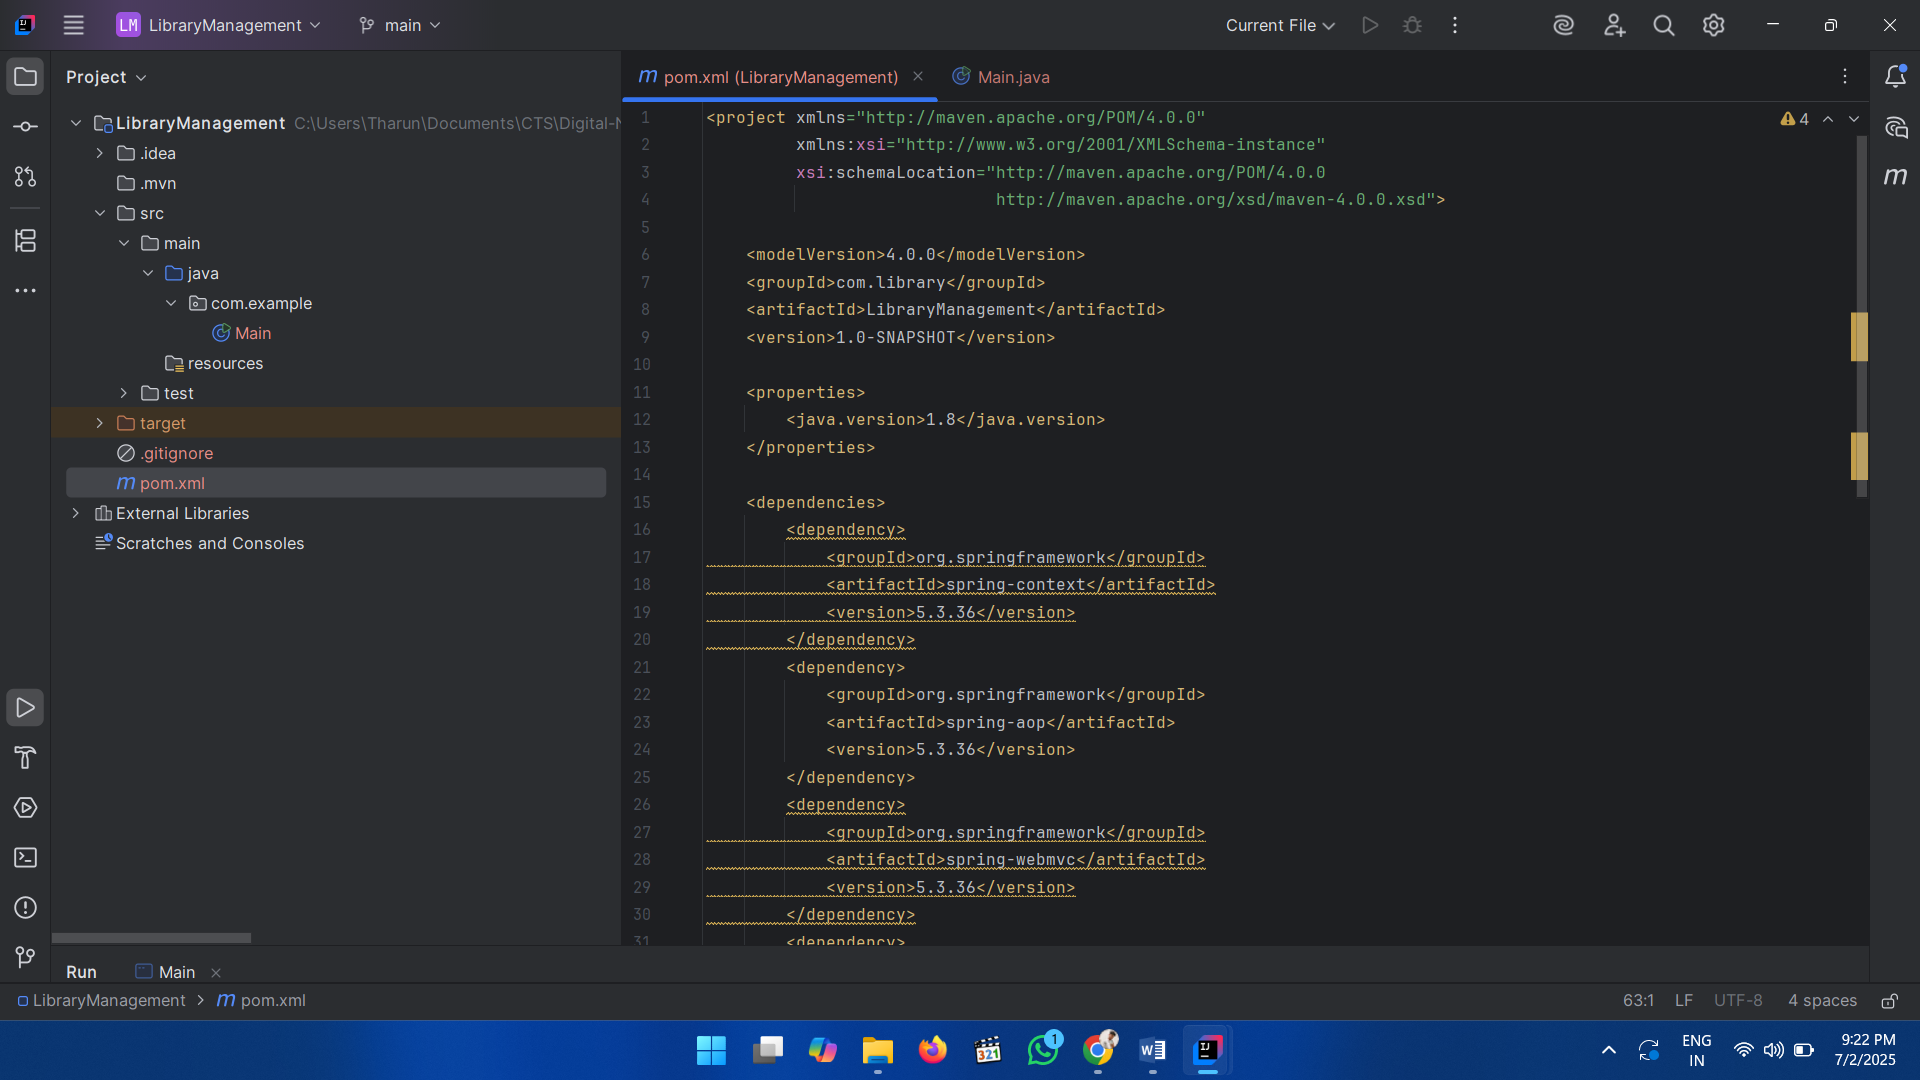 LM LibraryManagement
main
Current File
Project
LibraryManagement C:\Users\Tharun\Documents\CTS\Digital-
.idea
.mvn
src
main
java
com.example
Main
resources
test
target
.gitignore
pom.xml
External Libraries
Scratches and Consoles
pom.xml (LibraryManagement)
Main.java
4
1 <project xmlns="http://maven.apache.org/POM/4.0.0"
2 xmlns:xsi="http://www.w3.org/2001/XMLSchema-instance"
3 xsi:schemaLocation="http://maven.apache.org/POM/4.0.0
4 http://maven.apache.org/xsd/maven-4.0.0.xsd">
5
6 <modelVersion>4.0.0</modelVersion>
7 <groupId>com.library</groupId>
8 <artifactId>LibraryManagement</artifactId>
9 <version>1.0-SNAPSHOT</version>
10
11 <properties>
12 <java.version>1.8</java.version>
13 </properties>
14
15 <dependencies>
16 <dependency>
17 <groupId>org.springframework</groupId>
18 <artifactId>spring-context</artifactId>
19 <version>5.3.36</version>
20 </dependency>
21 <dependency>
22 <groupId>org.springframework</groupId>
23 <artifactId>spring-aop</artifactId>
24 <version>5.3.36</version>
25 </dependency>
26 <dependency>
27 <groupId>org.springframework</groupId>
28 <artifactId>spring-webmvc</artifactId>
29 <version>5.3.36</version>
30 </dependency>
31 <dependency>
Run
Main
LibraryManagement > pom.xml
63:1 LF UTF-8 4 spaces
321
1
ENG
IN
9:22 PM
7/2/2025